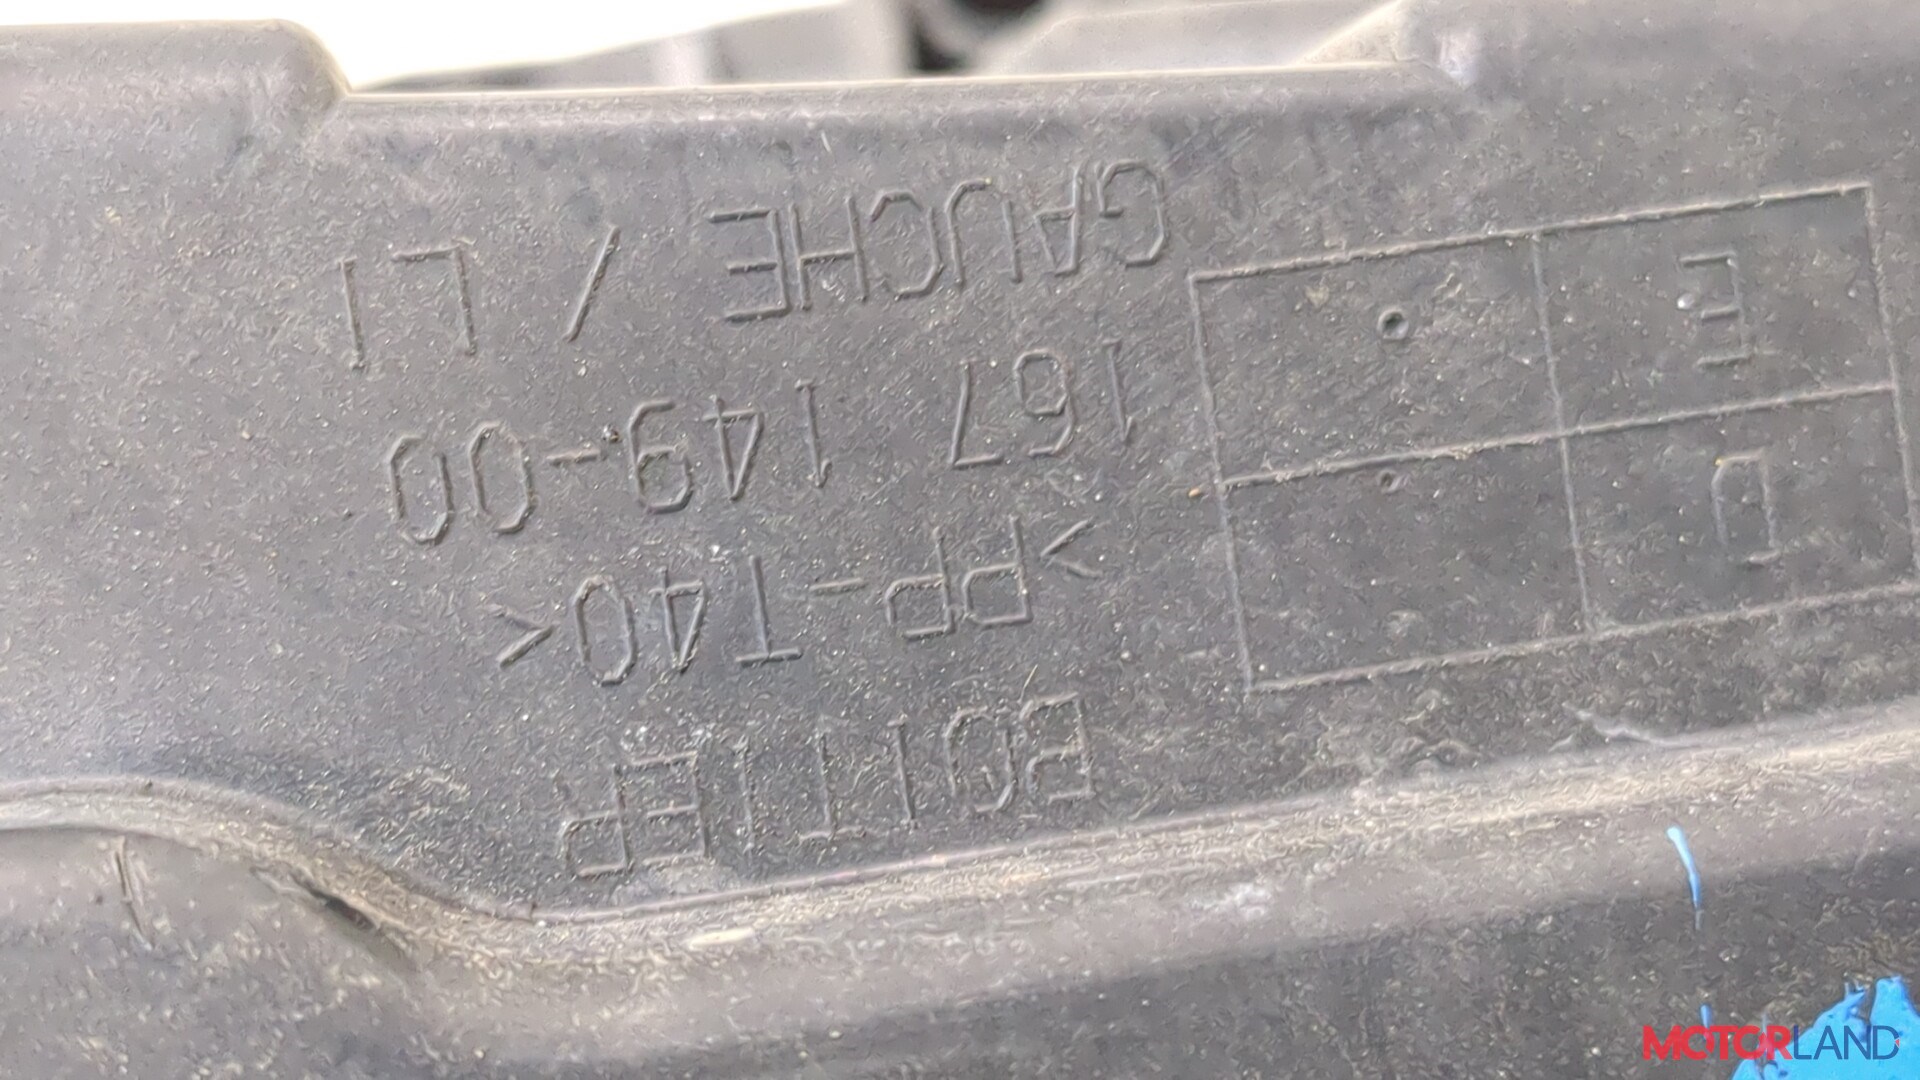 BOITIER
>PP-T40<
167 149-00
GAUCHE / LI
D
E
MOTORLAND